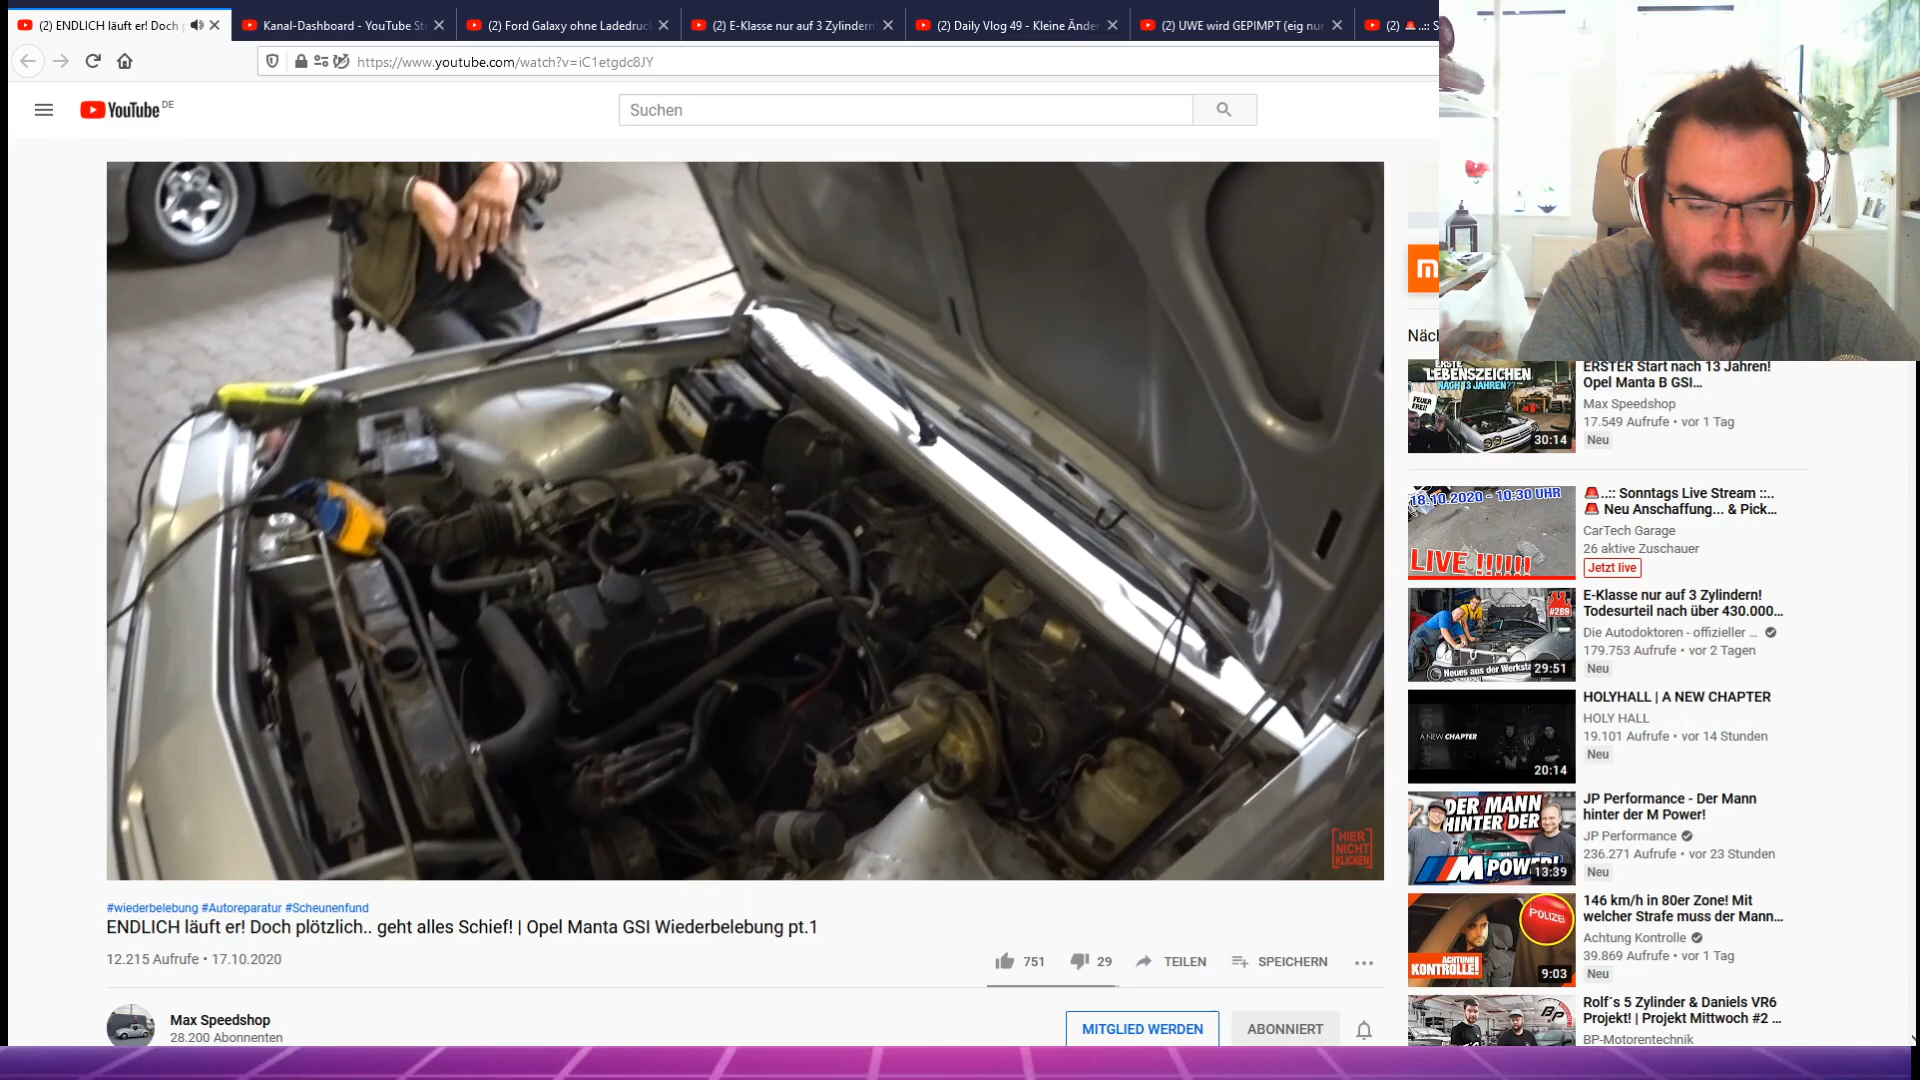 (2) ENDLICH läuft er! Doch p
Kanal-Dashboard - YouTube St
(2) Ford Galaxy ohne Ladedruc
(2) E-Klasse nur auf 3 Zylindern
(2) Daily Vlog 49 - Kleine Ände
(2) UWE wird GEPIMPT (eig nur
(2) 🚨..:: S
https://www.youtube.com/watch?v=iC1etgdc8JY
YouTube DE
Suchen
HIER
NICHT
KLICKEN
#wiederbelebung #Autoreparatur #Scheunenfund
ENDLICH läuft er! Doch plötzlich.. geht alles Schief! | Opel Manta GSI Wiederbelebung pt.1
12.215 Aufrufe • 17.10.2020
751
29
TEILEN
SPEICHERN
Max Speedshop
28.200 Abonnenten
MITGLIED WERDEN
ABONNIERT
Näc
ERSTE
LEBENSZEICHEN
NACH 13 JAHREN??
FEUER
FREI!
30:14
ERSTER Start nach 13 Jahren!
Opel Manta B GSI...
Max Speedshop
17.549 Aufrufe • vor 1 Tag
Neu
18.10.2020 - 10:30 UHR
LIVE !!!!!!!
🚨..:: Sonntags Live Stream ::..
🚨 Neu Anschaffung... & Pick...
CarTech Garage
26 aktive Zuschauer
Jetzt live
#289
Neues aus der Werksta
29:51
E-Klasse nur auf 3 Zylindern!
Todesurteil nach über 430.000...
Die Autodoktoren - offizieller ...
179.753 Aufrufe • vor 2 Tagen
Neu
A NEW CHAPTER
20:14
HOLYHALL | A NEW CHAPTER
HOLY HALL
19.101 Aufrufe • vor 14 Stunden
Neu
DER MANN
HINTER DER
M POWER!
13:39
JP Performance - Der Mann
hinter der M Power!
JP Performance
236.271 Aufrufe • vor 23 Stunden
Neu
POLIZEI
ACHTUNG
KONTROLLE!
9:03
146 km/h in 80er Zone! Mit
welcher Strafe muss der Mann...
Achtung Kontrolle
39.869 Aufrufe • vor 1 Tag
Neu
BP
Rolf´s 5 Zylinder & Daniels VR6
Projekt! | Projekt Mittwoch #2 ...
BP-Motorentechnik